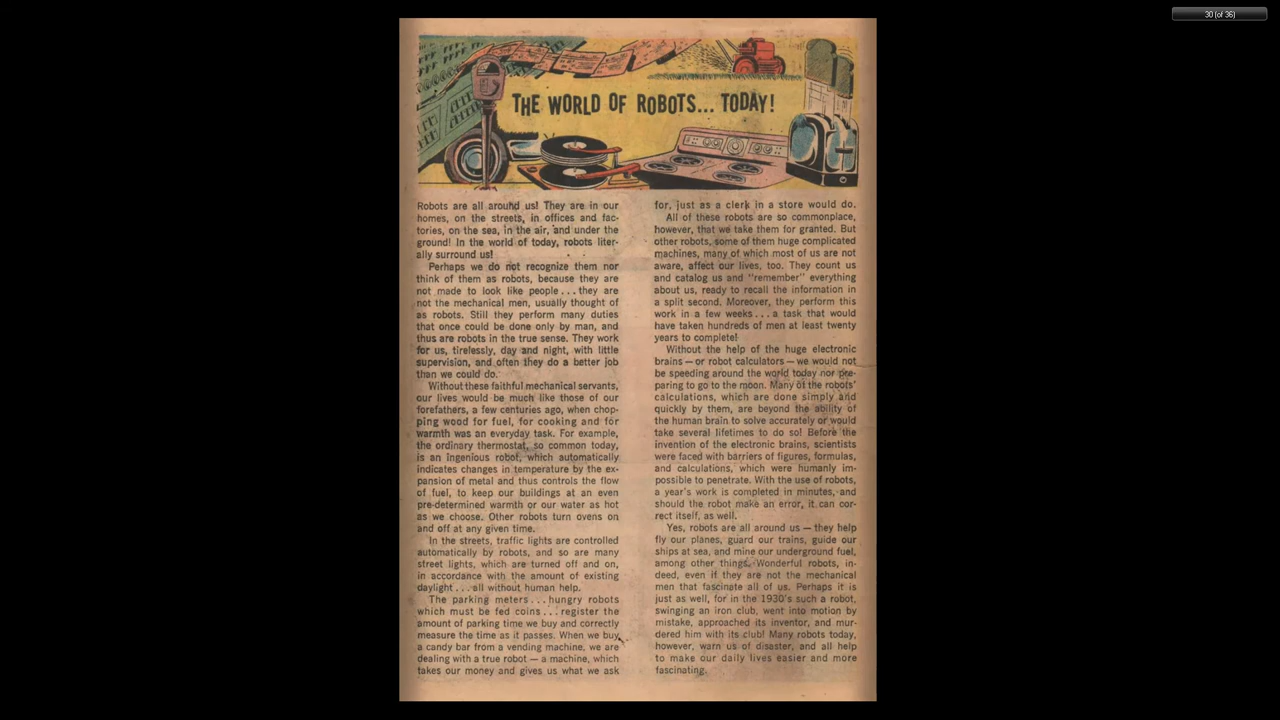 30 (of 36)
THE WORLD OF ROBOTS... TODAY!
Robots are all around us! They are in our
homes, on the streets, in offices and fac-
tories, on the sea, in the air, and under the
ground! In the world of today, robots liter-
ally surround us!
Perhaps we do not recognize them nor
think of them as robots, because they are
not made to look like people...they are
not the mechanical men, usually thought of
as robots. Still they perform many duties
that once could be done only by man, and
thus are robots in the true sense. They work
for us, tirelessly, day and night, with little
supervision, and often they do a better job
than we could do.
Without these faithful mechanical servants,
our lives would be much like those of our
forefathers, a few centuries ago, when chop-
ping wood for fuel, for cooking and for
warmth was an everyday task. For example,
the ordinary thermostat, so common today,
is an ingenious robot, which automatically
indicates changes in temperature by the ex-
pansion of metal and thus controls the flow
of fuel, to keep our buildings at an even
pre-determined warmth or our water as hot
as we choose. Other robots turn ovens on
and off at any given time.
In the streets, traffic lights are controlled
automatically by robots, and so are many
street lights, which are turned off and on,
in accordance with the amount of existing
daylight...all without human help.
The parking meters...hungry robots
which must be fed coins...register the
amount of parking time we buy and correctly
measure the time as it passes. When we buy
a candy bar from a vending machine, we are
dealing with a true robot — a machine, which
takes our money and gives us what we ask
for, just as a clerk in a store would do.
All of these robots are so commonplace,
however, that we take them for granted. But
other robots, some of them huge complicated
machines, many of which most of us are not
aware, affect our lives, too. They count us
and catalog us and "remember" everything
about us, ready to recall the information in
a split second. Moreover, they perform this
work in a few weeks...a task that would
have taken hundreds of men at least twenty
years to complete!
Without the help of the huge electronic
brains — or robot calculators — we would not
be speeding around the world today nor pre-
paring to go to the moon. Many of the robots'
calculations, which are done simply and
quickly by them, are beyond the ability of
the human brain to solve accurately or would
take several lifetimes to do so! Before the
invention of the electronic brains, scientists
were faced with barriers of figures, formulas,
and calculations, which were humanly im-
possible to penetrate. With the use of robots,
a year's work is completed in minutes, and
should the robot make an error, it can cor-
rect itself, as well.
Yes, robots are all around us — they help
fly our planes, guard our trains, guide our
ships at sea, and mine our underground fuel,
among other things. Wonderful robots, in-
deed, even if they are not the mechanical
men that fascinate all of us. Perhaps it is
just as well, for in the 1930's such a robot,
swinging an iron club, went into motion by
mistake, approached its inventor, and mur-
dered him with its club! Many robots today,
however, warn us of disaster, and all help
to make our daily lives easier and more
fascinating.